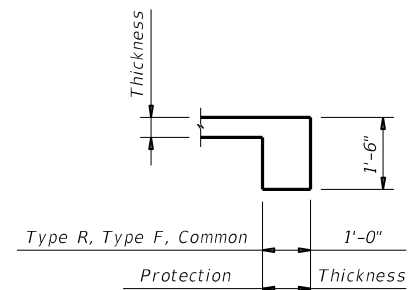 Thickness
1'-6"
Type R, Type F, Common 1'-0"
Protection Thickness